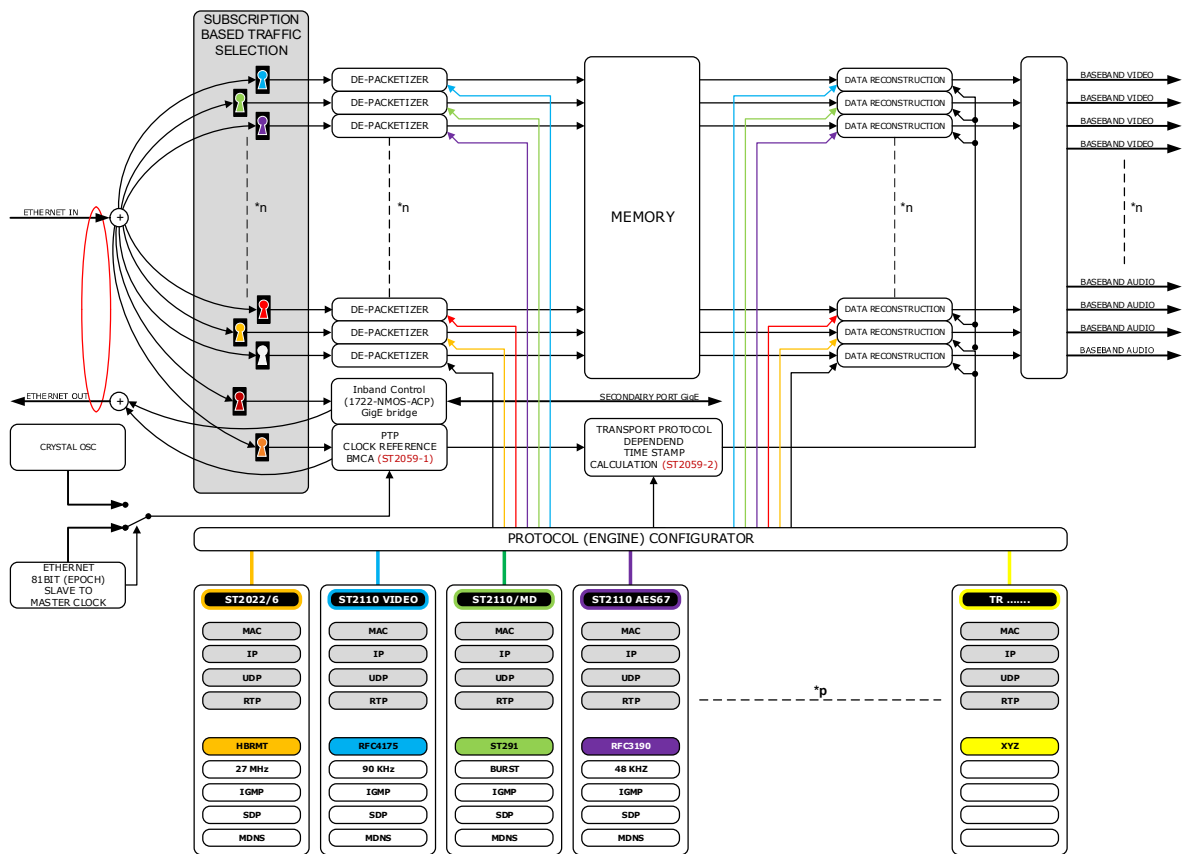 SUBSCRIPTION
BASED TRAFFIC
SELECTION
DE-PACKETIZER
DE-PACKETIZER
DE-PACKETIZER
*n
*n
DE-PACKETIZER
DE-PACKETIZER
DE-PACKETIZER
MEMORY
DATA RECONSTRUCTION
DATA RECONSTRUCTION
DATA RECONSTRUCTION
*n
DATA RECONSTRUCTION
DATA RECONSTRUCTION
DATA RECONSTRUCTION
BASEBAND VIDEO
BASEBAND VIDEO
BASEBAND VIDEO
BASEBAND VIDEO
*n
BASEBAND AUDIO
BASEBAND AUDIO
BASEBAND AUDIO
BASEBAND AUDIO
ETHERNET IN
+
ETHERNET OUT
+
Inband Control
(1722-NMOS-ACP)
GigE bridge
SECONDAIRY PORT GigE
PTP
CLOCK REFERENCE
BMCA (ST2059-1)
TRANSPORT PROTOCOL
DEPENDEND
TIME STAMP
CALCULATION (ST2059-2)
CRYSTAL OSC
ETHERNET
81BIT (EPOCH)
SLAVE TO
MASTER CLOCK
PROTOCOL (ENGINE) CONFIGURATOR
ST2022/6
MAC
IP
UDP
RTP
HBRMT
27 MHz
IGMP
SDP
MDNS
ST2110 VIDEO
MAC
IP
UDP
RTP
RFC4175
90 KHz
IGMP
SDP
MDNS
ST2110/MD
MAC
IP
UDP
RTP
ST291
BURST
IGMP
SDP
MDNS
ST2110 AES67
MAC
IP
UDP
RTP
RFC3190
48 KHZ
IGMP
SDP
MDNS
*p
TR .......
MAC
IP
UDP
RTP
XYZ